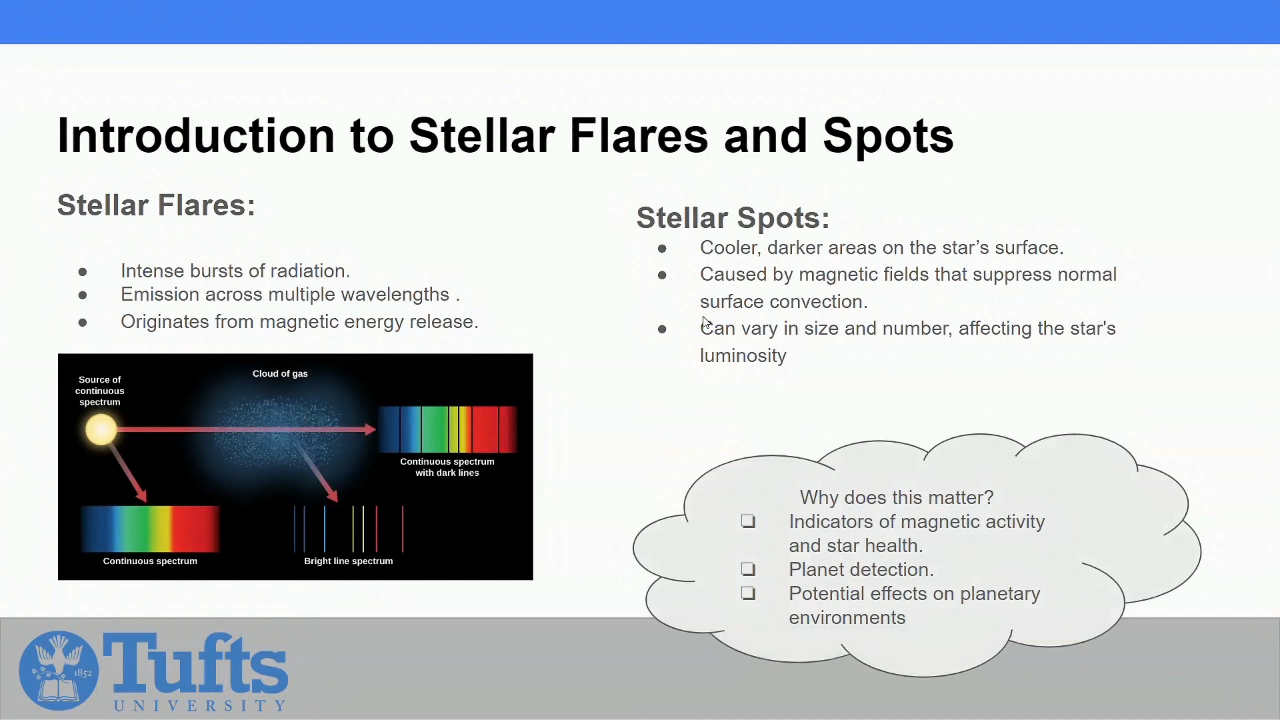 Introduction to Stellar Flares and Spots
Stellar Flares:
● Intense bursts of radiation.
● Emission across multiple wavelengths .
● Originates from magnetic energy release.
Source of
continuous
spectrum
Cloud of gas
Continuous spectrum
with dark lines
Continuous spectrum
Bright line spectrum
Stellar Spots:
● Cooler, darker areas on the star’s surface.
● Caused by magnetic fields that suppress normal
surface convection.
● Can vary in size and number, affecting the star's
luminosity
Why does this matter?
❏ Indicators of magnetic activity
and star health.
❏ Planet detection.
❏ Potential effects on planetary
environments
1852
Tufts
UNIVERSITY